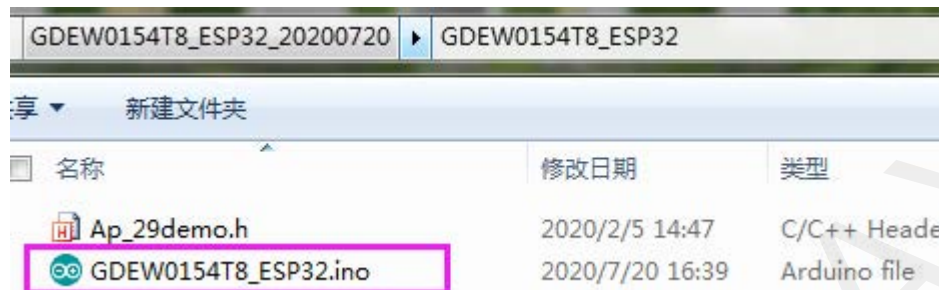 GDEW0154T8_ESP32_20200720 GDEW0154T8_ESP32
享 新建文件夹
名称 修改日期 类型
Ap_29demo.h 2020/2/5 14:47 C/C++ Heade
GDEW0154T8_ESP32.ino 2020/7/20 16:39 Arduino file